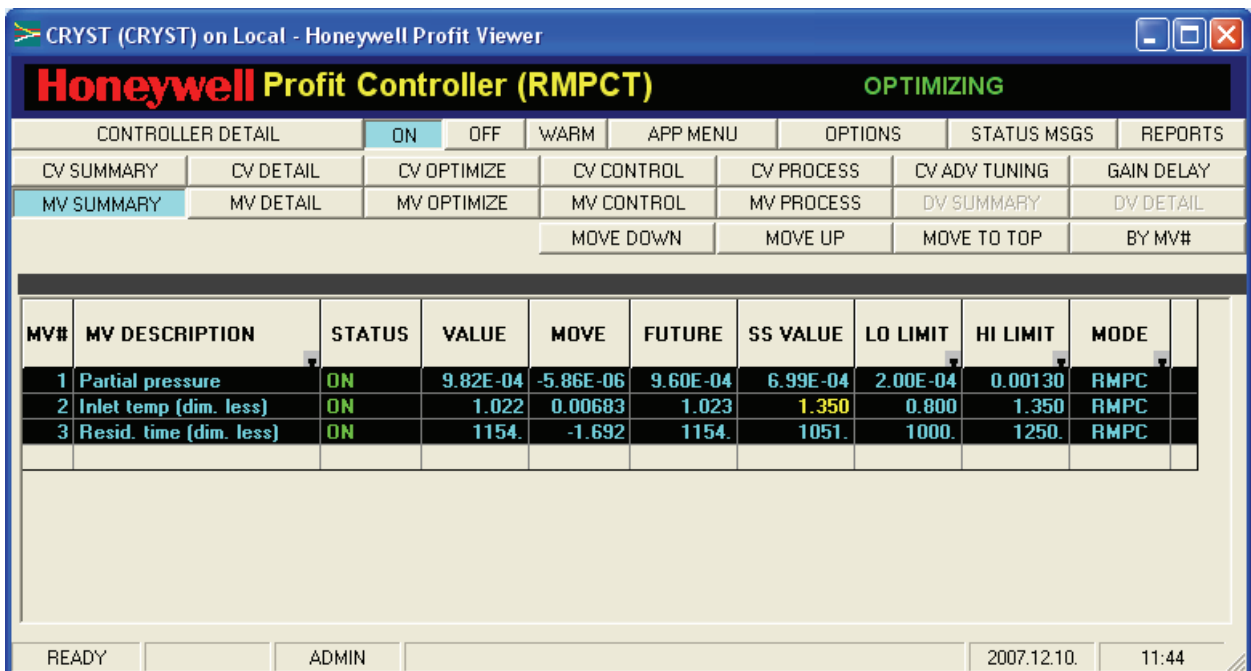 CRYST (CRYST) on Local - Honeywell Profit Viewer
Honeywell Profit Controller (RMPCT) OPTIMIZING
CONTROLLER DETAIL ON OFF WARM APP MENU OPTIONS STATUS MSGS REPORTS
CV SUMMARY CV DETAIL CV OPTIMIZE CV CONTROL CV PROCESS CV ADV TUNING GAIN DELAY
MV SUMMARY MV DETAIL MV OPTIMIZE MV CONTROL MV PROCESS DV SUMMARY DV DETAIL
MOVE DOWN MOVE UP MOVE TO TOP BY MV#
MV# MV DESCRIPTION STATUS VALUE MOVE FUTURE SS VALUE LO LIMIT HI LIMIT MODE
1 Partial pressure ON 9.82E-04 -5.86E-06 9.60E-04 6.99E-04 2.00E-04 0.00130 RMPC
2 Inlet temp (dim. less) ON 1.022 0.00683 1.023 1.350 0.800 1.350 RMPC
3 Resid. time (dim. less) ON 1154. -1.692 1154. 1051. 1000. 1250. RMPC
READY ADMIN 2007.12.10. 11:44